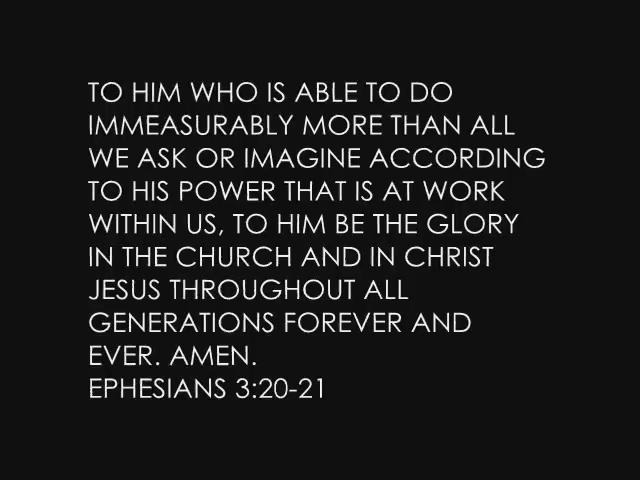 TO HIM WHO IS ABLE TO DO
IMMEASURABLY MORE THAN ALL
WE ASK OR IMAGINE ACCORDING
TO HIS POWER THAT IS AT WORK
WITHIN US, TO HIM BE THE GLORY
IN THE CHURCH AND IN CHRIST
JESUS THROUGHOUT ALL
GENERATIONS FOREVER AND
EVER. AMEN.
EPHESIANS 3:20-21